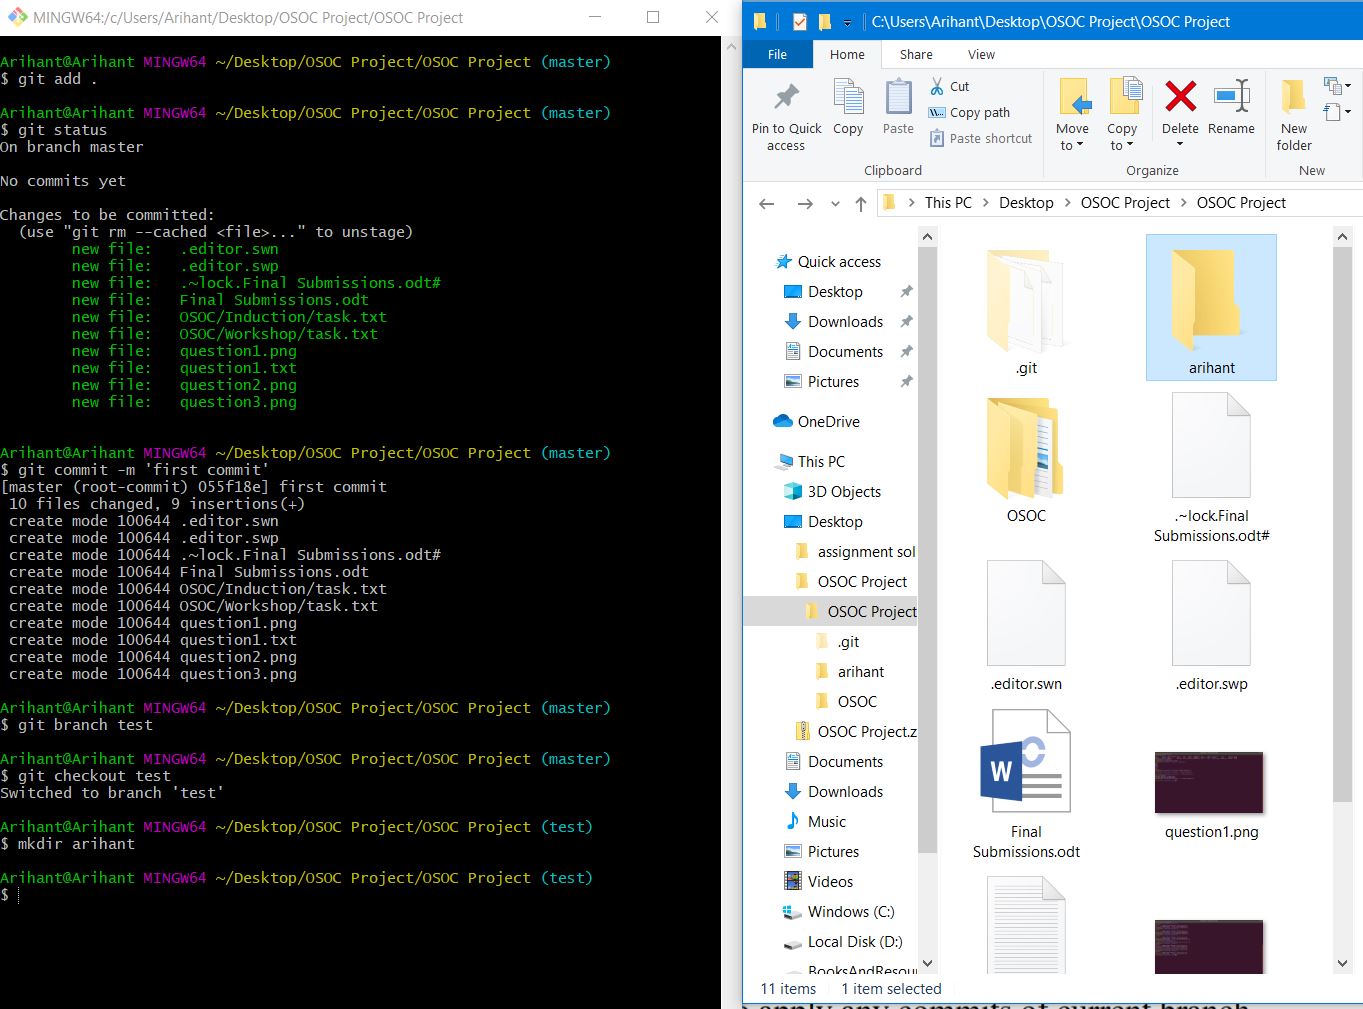 MINGW64:/c/Users/Arihant/Desktop/OSOC Project/OSOC Project
Arihant@Arihant MINGW64 ~/Desktop/OSOC Project/OSOC Project (master)
$ git add .
Arihant@Arihant MINGW64 ~/Desktop/OSOC Project/OSOC Project (master)
$ git status
On branch master
No commits yet
Changes to be committed:
(use "git rm --cached <file>..." to unstage)
new file: .editor.swn
new file: .editor.swp
new file: .~lock.Final Submissions.odt#
new file: Final Submissions.odt
new file: OSOC/Induction/task.txt
new file: OSOC/Workshop/task.txt
new file: question1.png
new file: question1.txt
new file: question2.png
new file: question3.png
Arihant@Arihant MINGW64 ~/Desktop/OSOC Project/OSOC Project (master)
$ git commit -m 'first commit'
[master (root-commit) 055f18e] first commit
10 files changed, 9 insertions(+)
create mode 100644 .editor.swn
create mode 100644 .editor.swp
create mode 100644 .~lock.Final Submissions.odt#
create mode 100644 Final Submissions.odt
create mode 100644 OSOC/Induction/task.txt
create mode 100644 OSOC/Workshop/task.txt
create mode 100644 question1.png
create mode 100644 question1.txt
create mode 100644 question2.png
create mode 100644 question3.png
Arihant@Arihant MINGW64 ~/Desktop/OSOC Project/OSOC Project (master)
$ git branch test
Arihant@Arihant MINGW64 ~/Desktop/OSOC Project/OSOC Project (master)
$ git checkout test
Switched to branch 'test'
Arihant@Arihant MINGW64 ~/Desktop/OSOC Project/OSOC Project (test)
$ mkdir arihant
Arihant@Arihant MINGW64 ~/Desktop/OSOC Project/OSOC Project (test)
$
C:\Users\Arihant\Desktop\OSOC Project\OSOC Project
File Home Share View
Pin to Quick access
Copy
Paste
Cut
Copy path
Paste shortcut
Clipboard
Move to
Copy to
Delete
Rename
Organize
New folder
New
This PC > Desktop > OSOC Project > OSOC Project
Quick access
Desktop
Downloads
Documents
Pictures
OneDrive
This PC
3D Objects
Desktop
assignment sol
OSOC Project
OSOC Project
.git
arihant
OSOC
OSOC Project.z
Documents
Downloads
Music
Pictures
Videos
Windows (C:)
Local Disk (D:)
BooksAndResou
.git
arihant
OSOC
.~lock.Final
Submissions.odt#
.editor.swn
.editor.swp
W
Final
Submissions.odt
question1.png
11 items 1 item selected
apply any commits of current branch